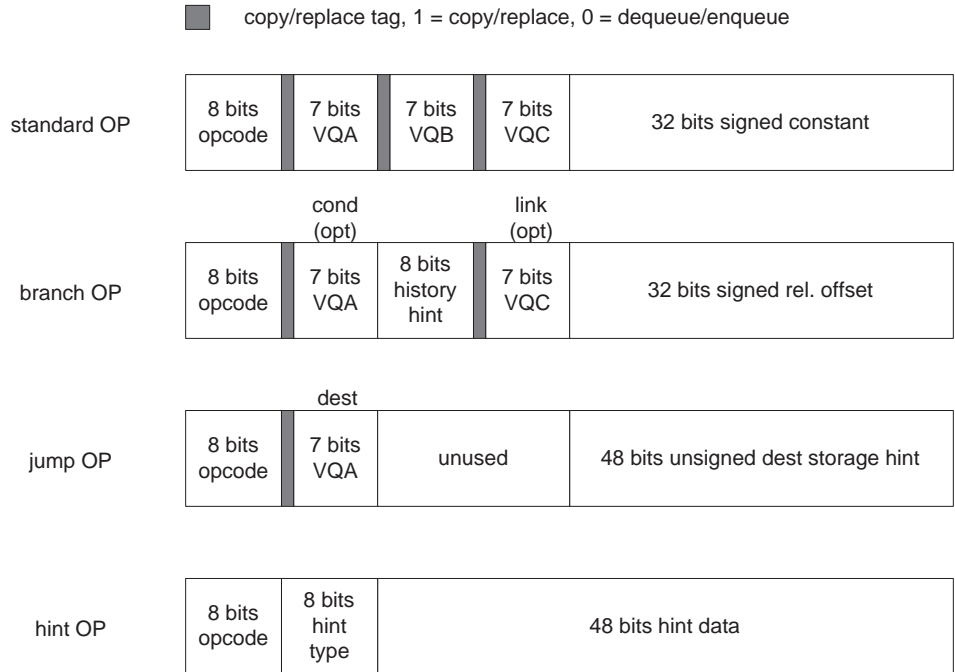 copy/replace tag, 1 = copy/replace, 0 = dequeue/enqueue
standard OP
8 bits
opcode
7 bits
VQA
7 bits
VQB
7 bits
VQC
32 bits signed constant
cond
(opt)
link
(opt)
branch OP
8 bits
opcode
7 bits
VQA
8 bits
history
hint
7 bits
VQC
32 bits signed rel. offset
dest
jump OP
8 bits
opcode
7 bits
VQA
unused
48 bits unsigned dest storage hint
hint OP
8 bits
opcode
8 bits
hint
type
48 bits hint data